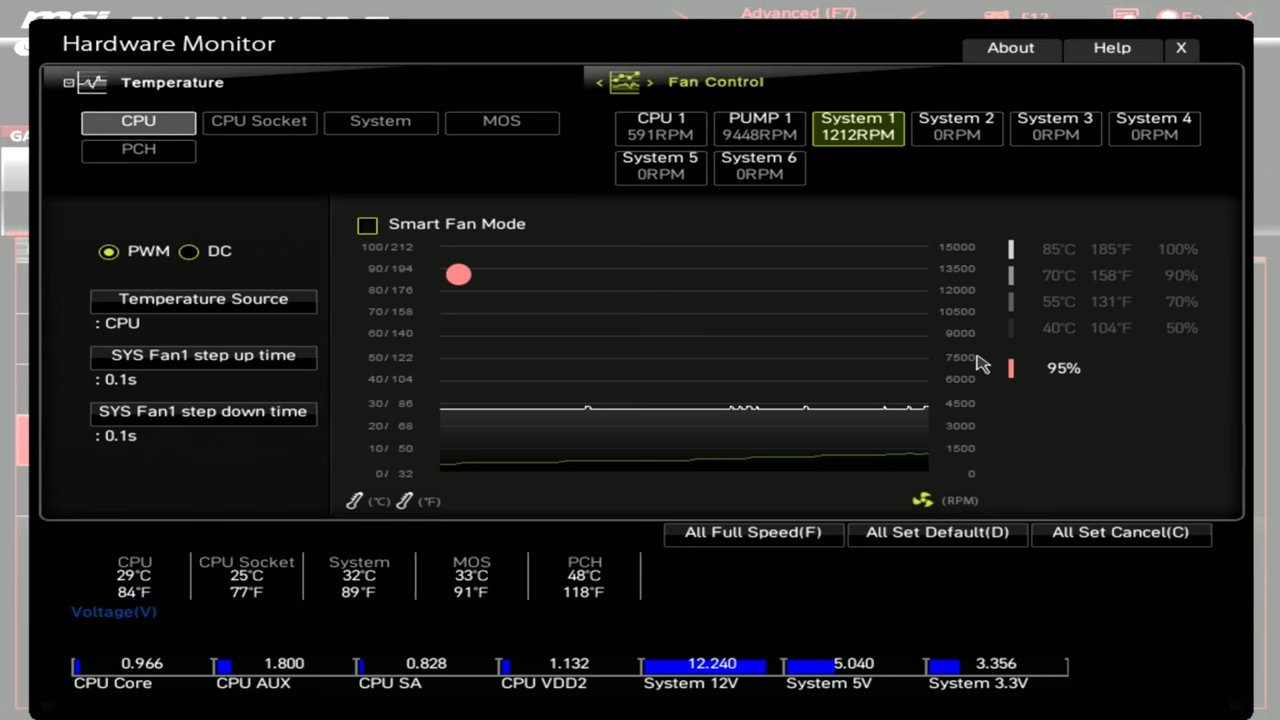 msi
Advanced (F7)
F12
En
Hardware Monitor
About
Help
X
GA
Temperature
Fan Control
CPU
CPU Socket
System
MOS
PCH
CPU 1
591RPM
PUMP 1
9448RPM
System 1
1212RPM
System 2
0RPM
System 3
0RPM
System 4
0RPM
System 5
0RPM
System 6
0RPM
PWM
DC
Temperature Source
: CPU
SYS Fan1 step up time
: 0.1s
SYS Fan1 step down time
: 0.1s
Smart Fan Mode
100/ 212
90/ 194
80/ 176
70/ 158
60/ 140
50/ 122
40/ 104
30/ 86
20/ 68
10/ 50
0/ 32
(°C)
(°F)
15000
13500
12000
10500
9000
7500
6000
4500
3000
1500
0
(RPM)
85°C 185°F 100%
70°C 158°F 90%
55°C 131°F 70%
40°C 104°F 50%
95%
All Full Speed(F)
All Set Default(D)
All Set Cancel(C)
CPU
29°C
84°F
CPU Socket
25°C
77°F
System
32°C
89°F
MOS
33°C
91°F
PCH
48°C
118°F
Voltage(V)
0.966
CPU Core
1.800
CPU AUX
0.828
CPU SA
1.132
CPU VDD2
12.240
System 12V
5.040
System 5V
3.356
System 3.3V